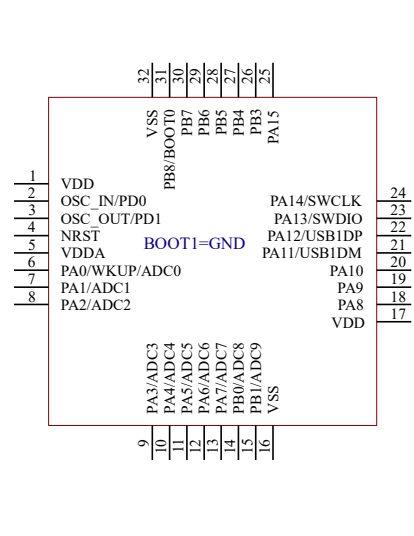 32
31
30
29
28
27
26
25
VSS
PB8/BOOT0
PB7
PB6
PB5
PB4
PB3
PA15
1 VDD
2 OSC_IN/PD0
3 OSC_OUT/PD1
4 NRST
5 VDDA
6 PA0/WKUP/ADC0
7 PA1/ADC1
8 PA2/ADC2
BOOT1=GND
PA14/SWCLK 24
PA13/SWDIO 23
PA12/USB1DP 22
PA11/USB1DM 21
PA10 20
PA9 19
PA8 18
VDD 17
PA3/ADC3
PA4/ADC4
PA5/ADC5
PA6/ADC6
PA7/ADC7
PB0/ADC8
PB1/ADC9
VSS
9
10
11
12
13
14
15
16